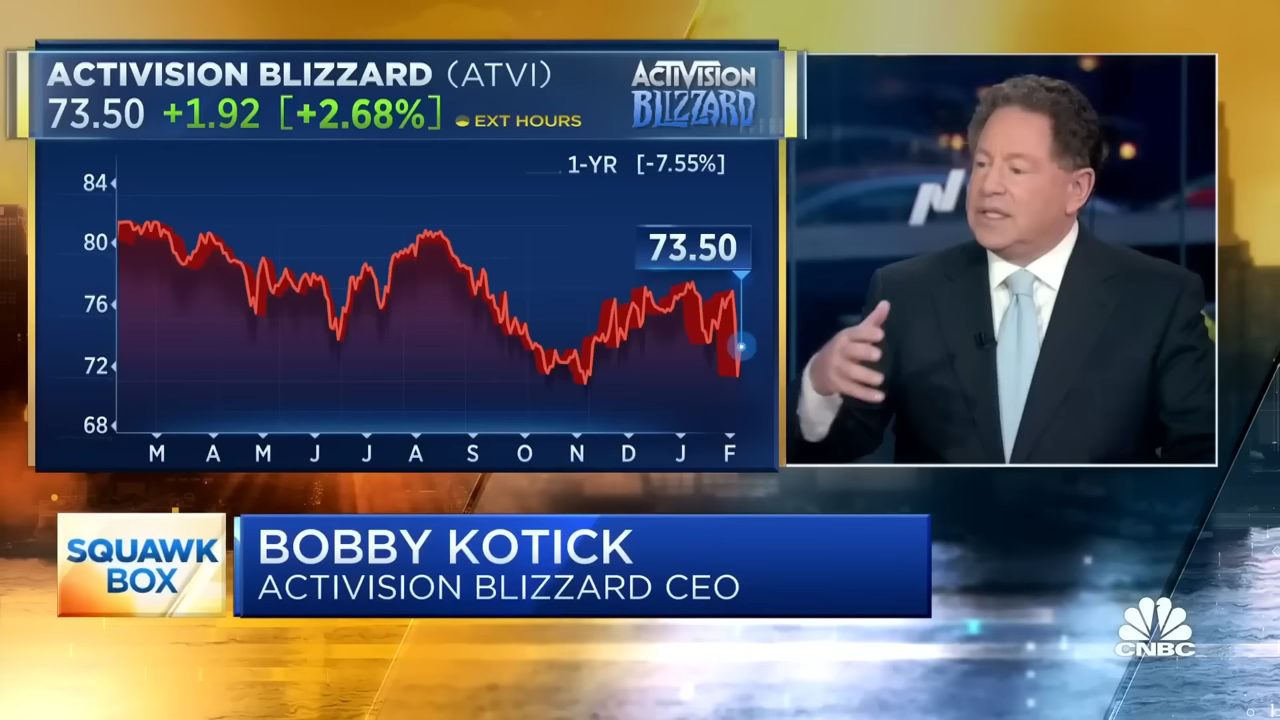 ACTIVISION BLIZZARD (ATVI)
73.50 +1.92 [+2.68%] EXT HOURS
ACTIVISION
BLIZZARD
1-YR [-7.55%]
84
80
76
72
68
73.50
M A M J J A S O N D J F
N
SQUAWK
BOX
BOBBY KOTICK
ACTIVISION BLIZZARD CEO
CNBC